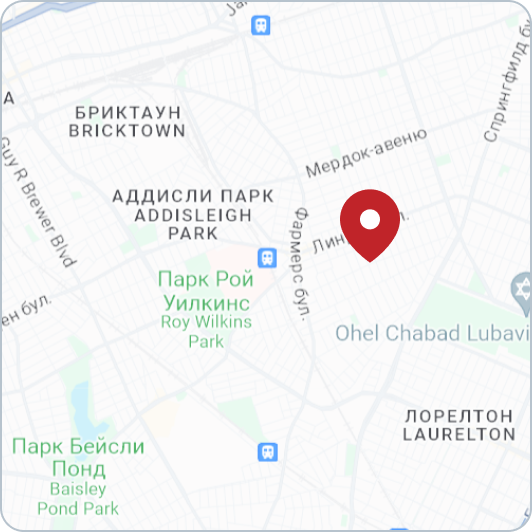 Ja
А
БРИКТАУН
BRICKTOWN
Спрингфилд бу
Guy R Brewer Blvd
Мердок-авеню
АДДИСЛИ ПАРК
ADDISLEIGH
PARK
Фармерс бул.
Лин
л.
Парк Рой
Уилкинс
Roy Wilkins
Park
ен бул.
Ohel Chabad Lubavi
ЛОРЕЛТОН
LAURELTON
Парк Бейсли
Понд
Baisley
Pond Park